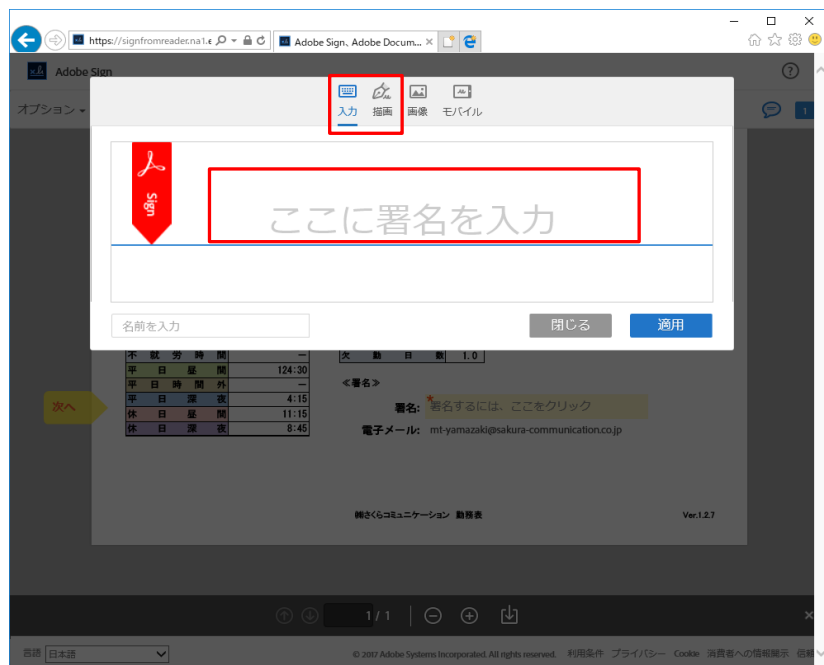 https://signfromreader.na1.e
Adobe Sign、Adobe Docum...
Adobe Sign
オプション
1
入力 描画 画像 モバイル
Sign
ここに署名を入力
名前を入力
閉じる 適用
不就労時間 －
欠勤日数 1.0
平日昼間 124:30
平日時間外 －
平日深夜 4:15
休日昼間 11:15
休日深夜 8:45
≪署名≫
次へ
署名: *署名するには、ここをクリック
電子メール: mt-yamazaki@sakura-communication.co.jp
㈱さくらコミュニケーション 勤務表 Ver.1.2.7
1 / 1
言語 日本語
© 2017 Adobe Systems Incorporated. All rights reserved. 利用条件 プライバシー Cookie 消費者への情報開示 信頼